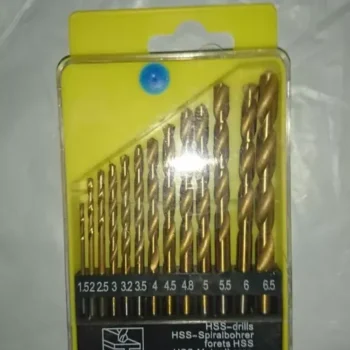 1.5 2 2.5 3 3.2 3.5 4 4.5 4.8 5 5.5 6 6.5
HSS-drills
HSS-Spiralbohrer
forets HSS